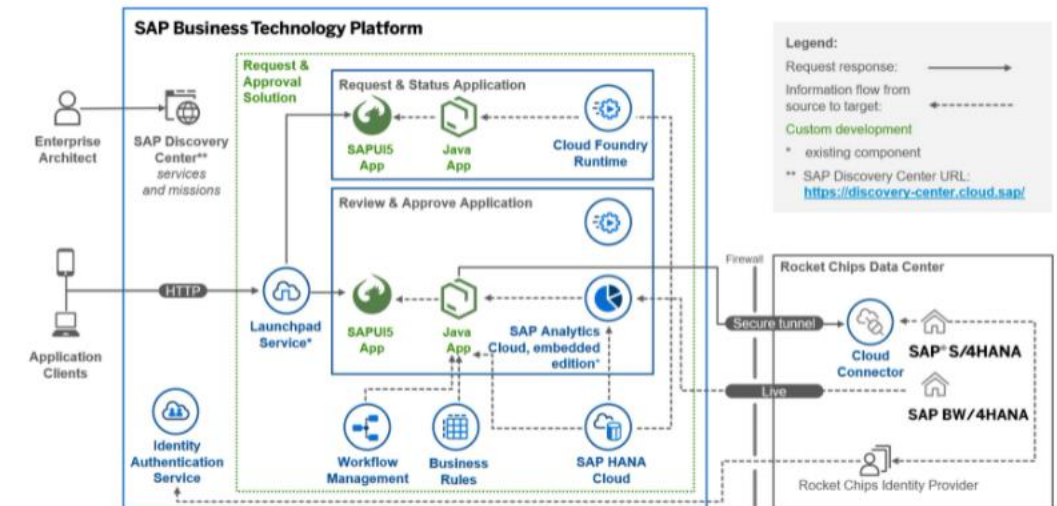 SAP Business Technology Platform
Request &
Approval
Solution
Request & Status Application
SAPUI5
App
Java
App
Cloud Foundry
Runtime
Enterprise
Architect
SAP Discovery
Center**
services
and missions
Review & Approve Application
HTTP
Launchpad
Service*
SAPUI5
App
Java
App
SAP Analytics
Cloud, embedded
edition*
Application
Clients
Identity
Authentication
Service
Workflow
Management
Business
Rules
SAP HANA
Cloud
Legend:
Request response:
Information flow from
source to target:
Custom development
* existing component
** SAP Discovery Center URL:
https://discovery-center.cloud.sap/
Firewall
Rocket Chips Data Center
Secure tunnel
Cloud
Connector
SAP® S/4HANA
Live
SAP BW/4HANA
Rocket Chips Identity Provider